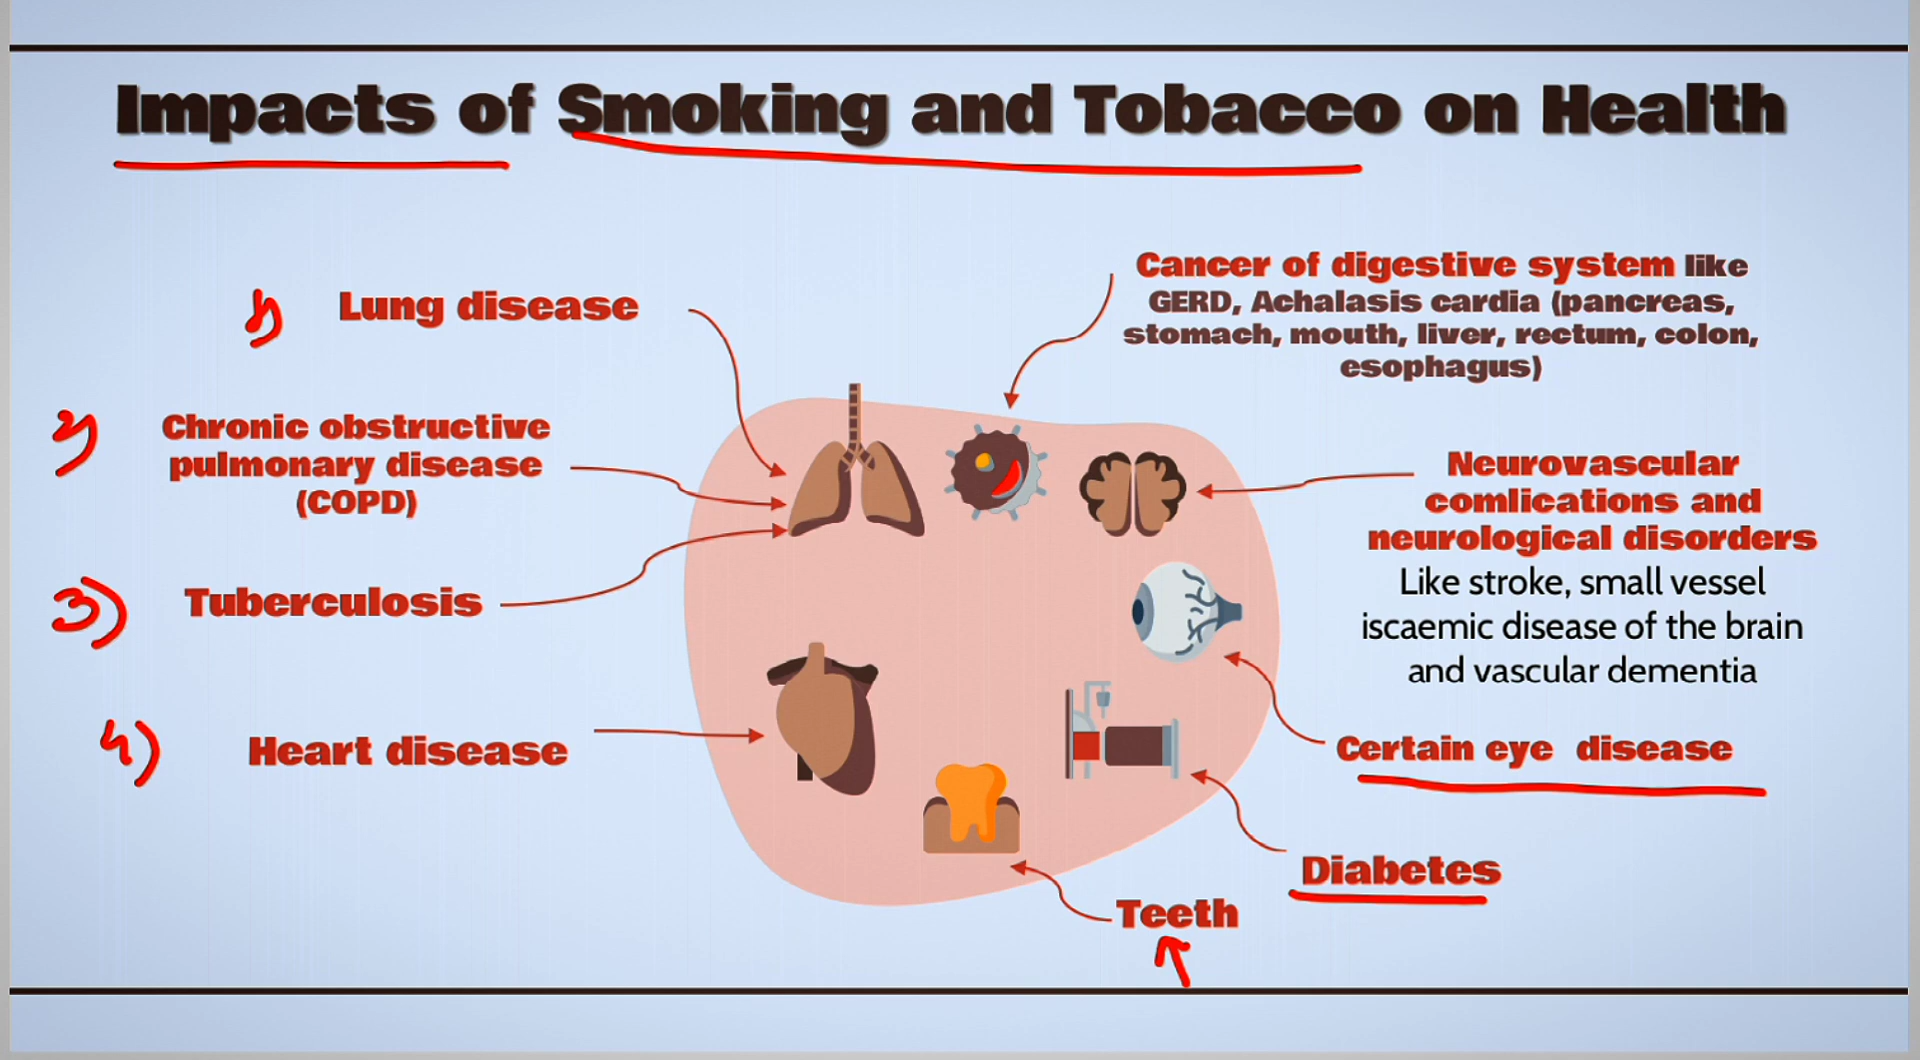 Impacts of Smoking and Tobacco on Health
1)
Lung disease
2)
Chronic obstructive
pulmonary disease
(COPD)
3)
Tuberculosis
4)
Heart disease
Cancer of digestive system like
GERD, Achalasis cardia (pancreas,
stomach, mouth, liver, rectum, colon,
esophagus)
Neurovascular
comlications and
neurological disorders
Like stroke, small vessel
iscaemic disease of the brain
and vascular dementia
Certain eye disease
Diabetes
Teeth